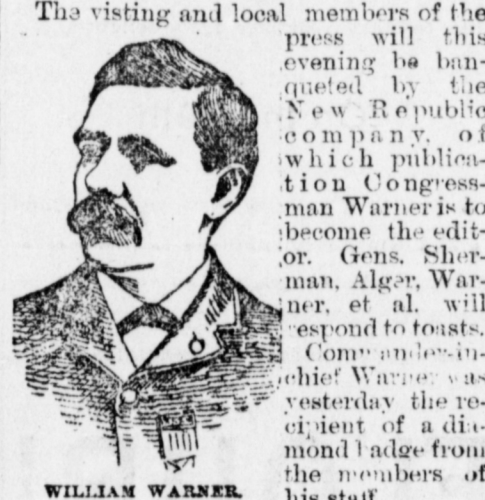 The visting and local members of the
press will this
evening be ban-
queted by the
New Republic
company, of
which publica-
tion Congress-
man Warner is to
become the edit-
or. Gens. Sher-
man, Alger, War-
ner, et al. will
respond to toasts.
Commander-in-
chief Warner was
yesterday the re-
cipient of a dia-
mond badge from
the members of
his staff
WILLIAM WARNER.